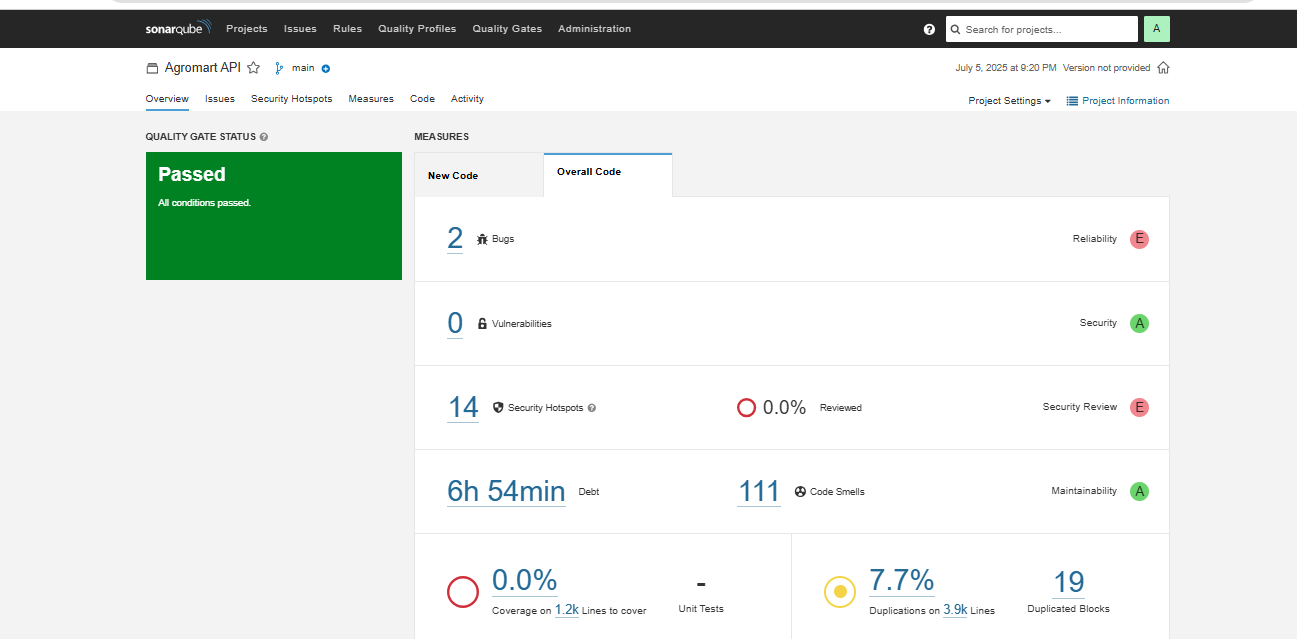 sonarqube Projects Issues Rules Quality Profiles Quality Gates Administration ? Search for projects... A
Agromart API main July 5, 2025 at 9:20 PM Version not provided
Overview Issues Security Hotspots Measures Code Activity Project Settings Project Information
QUALITY GATE STATUS ? MEASURES
Passed
All conditions passed.
New Code Overall Code
2 Bugs Reliability E
0 Vulnerabilities Security A
14 Security Hotspots ? 0.0% Reviewed Security Review E
6h 54min Debt 111 Code Smells Maintainability A
0.0% - 7.7% 19
Coverage on 1.2k Lines to cover Unit Tests Duplications on 3.9k Lines Duplicated Blocks